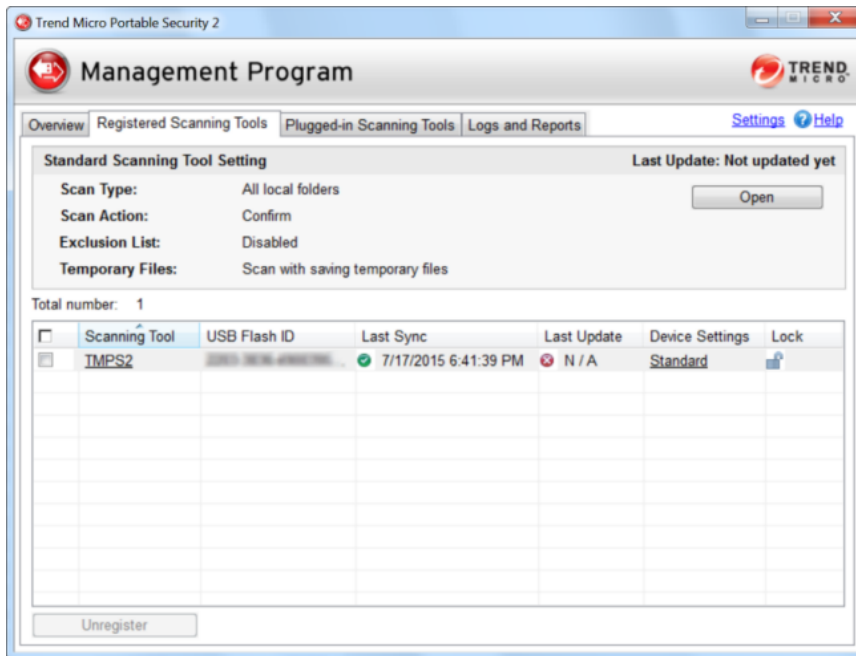 Trend Micro Portable Security 2
Management Program
TREND
MICRO
Overview Registered Scanning Tools Plugged-in Scanning Tools Logs and Reports Settings Help
Standard Scanning Tool Setting Last Update: Not updated yet
Scan Type: All local folders
Open
Scan Action: Confirm
Exclusion List: Disabled
Temporary Files: Scan with saving temporary files
Total number: 1
Scanning Tool USB Flash ID Last Sync Last Update Device Settings Lock
TMPS2 7/17/2015 6:41:39 PM N / A Standard
Unregister